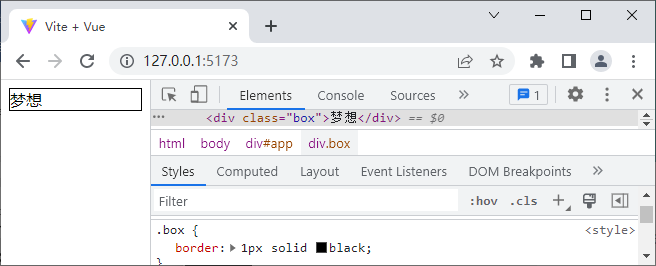 Vite + Vue
127.0.0.1:5173
梦想
Elements Console Sources » 1
… <div class="box">梦想</div> == $0
html body div#app div.box
Styles Computed Layout Event Listeners DOM Breakpoints »
Filter :hov .cls
.box { <style>
border: 1px solid black;
}